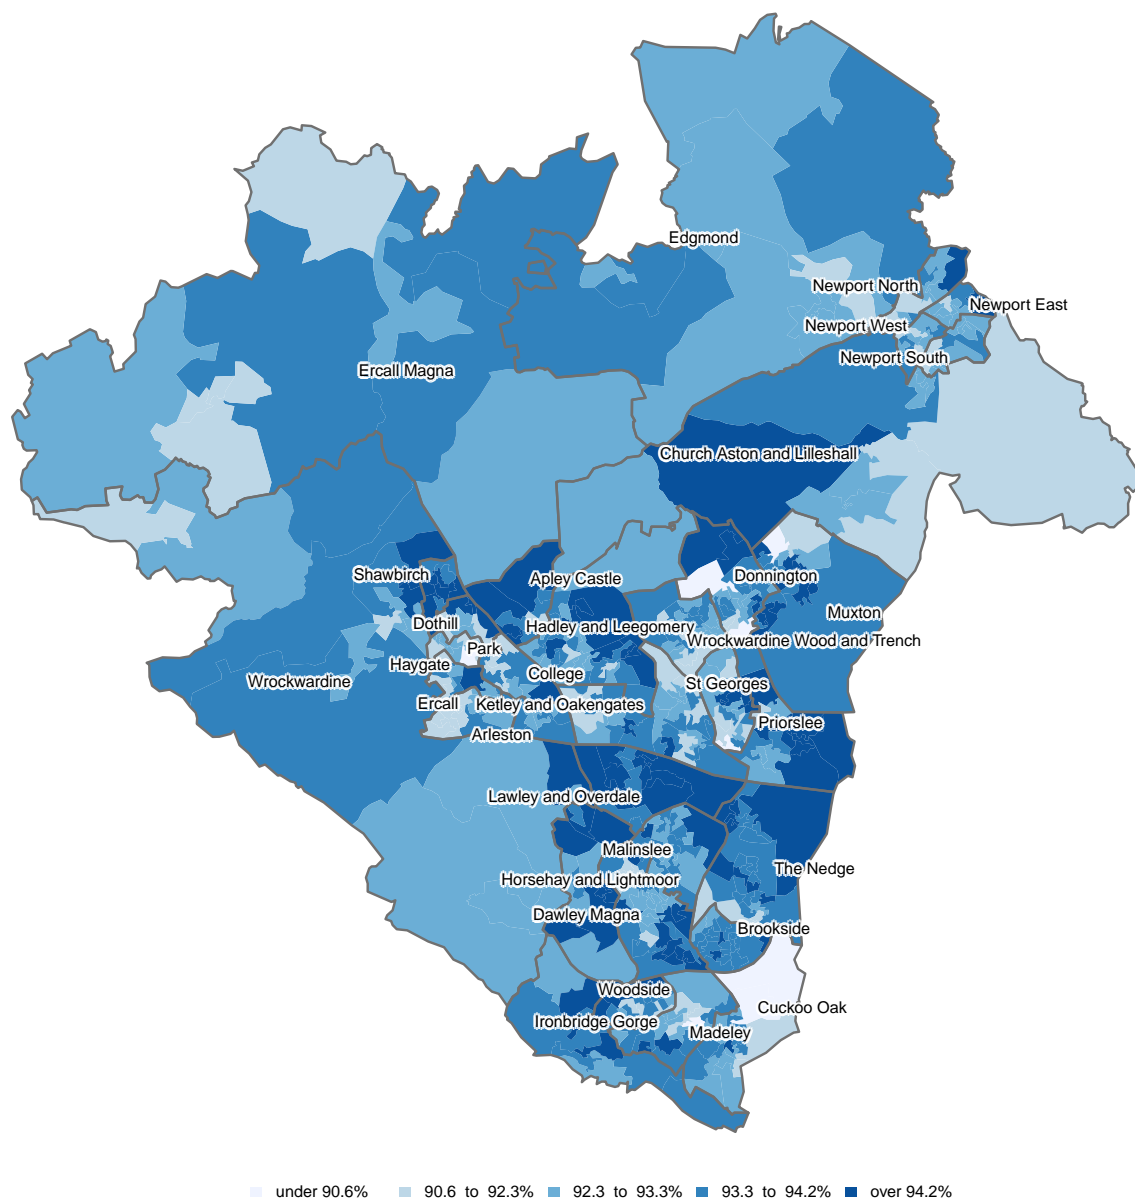 Edgmond
Newport North
Newport East
Newport West
Newport South
Ercall Magna
Church Aston and Lilleshall
Shawbirch
Apley Castle
Donnington
Muxton
Dothill
Hadley and Leegomery
Wrockwardine Wood and Trench
Park
Haygate
College
Wrockwardine
St Georges
Ercall
Ketley and Oakengates
Priorslee
Arleston
Lawley and Overdale
Malinslee
The Nedge
Horsehay and Lightmoor
Dawley Magna
Brookside
Woodside
Cuckoo Oak
Ironbridge Gorge
Madeley
under 90.6% 90.6 to 92.3% 92.3 to 93.3% 93.3 to 94.2% over 94.2%